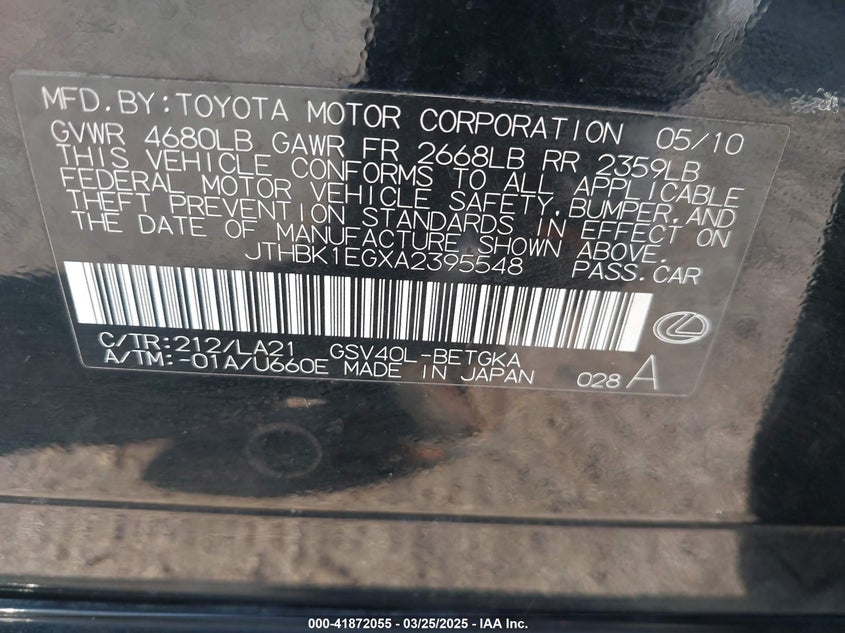 MFD.BY:TOYOTA MOTOR CORPORATION 05/10
GVWR 4680LB GAWR FR 2668LB RR 2359LB
THIS VEHICLE CONFORMS TO ALL APPLICABLE
FEDERAL MOTOR VEHICLE SAFETY,BUMPER,AND
THEFT PREVENTION STANDARDS IN EFFECT ON
THE DATE OF MANUFACTURE SHOWN ABOVE.
JTHBK1EGXA2395548 PASS.CAR
C/TR:212/LA21 GSV40L-BETGKA
A/TM:-01A/U660E MADE IN JAPAN 028 A
000-41872055 - 03/25/2025 - IAA Inc.